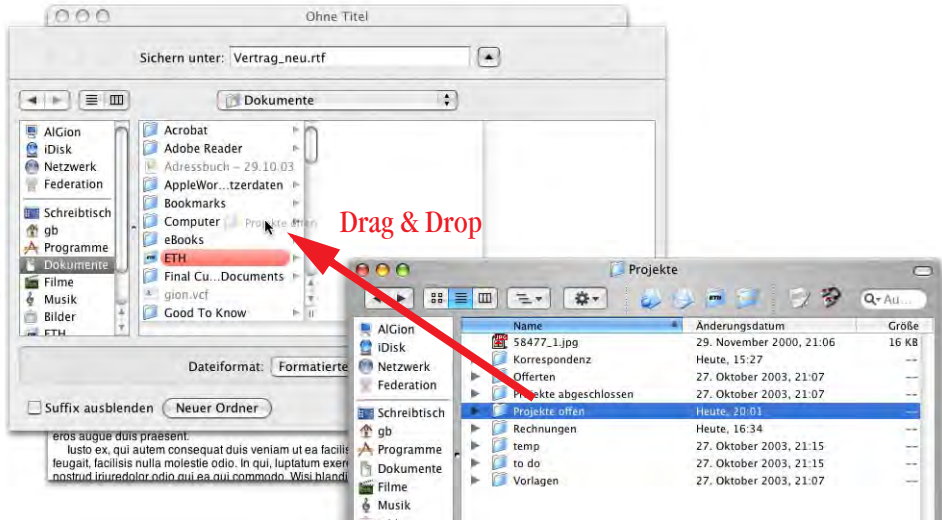 Ohne Titel
Sichern unter: Vertrag_neu.rtf
Dokumente
AlGion
iDisk
Netzwerk
Federation
Schreibtisch
gb
Programme
Dokumente
Filme
Musik
Bilder
ETH
Acrobat
Adobe Reader
Adressbuch – 29.10.03
AppleWor...tzerdaten
Bookmarks
Computer
Projekte offen
eBooks
ETH
Final Cu...Documents
gion.vcf
Good To Know
Dateiformat: Formatierte
Suffix ausblenden Neuer Ordner
Drag & Drop
eros augue duis praesent.
Iusto ex, qui autem consequat duis veniam ut ea facilis
feugait, facilisis nulla molestie odio. In qui, luptatum exer
nostrud iriuredolor odio qui ea qui commodo. Wisi blandi
Projekte
Q Au...
AlGion
iDisk
Netzwerk
Federation
Schreibtisch
gb
Programme
Dokumente
Filme
Musik
Name Änderungsdatum Größe
58477_1.jpg 29. November 2000, 21:06 16 KB
Korrespondenz Heute, 15:27 --
Offerten 27. Oktober 2003, 21:07 --
Projekte abgeschlossen 27. Oktober 2003, 21:07 --
Projekte offen Heute, 20:01 --
Rechnungen Heute, 16:34 --
temp 27. Oktober 2003, 21:15 --
to do 27. Oktober 2003, 21:15 --
Vorlagen 27. Oktober 2003, 21:07 --